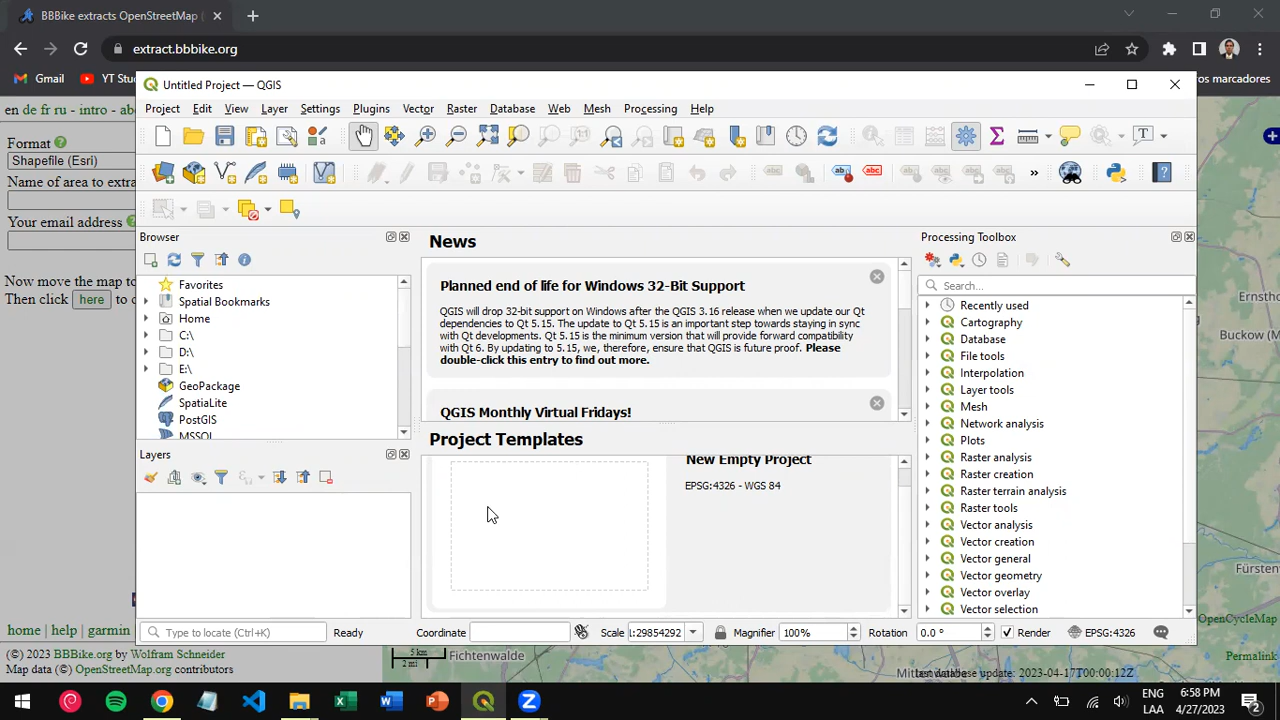 BBBike extracts OpenStreetMap
extract.bbbike.org
Gmail
YT Stud
ros marcadores
en de fr ru - intro - abo
Format
Shapefile (Esri)
Name of area to extra
Your email address
Now move the map to
Then click here to c
home | help | garmin
(©) 2023 BBBike.org by Wolfram Schneider
Map data (©) OpenStreetMap.org contributors
Untitled Project — QGIS
Project Edit View Layer Settings Plugins Vector Raster Database Web Mesh Processing Help
Browser
Favorites
Spatial Bookmarks
Home
C:\
D:\
E:\
GeoPackage
SpatiaLite
PostGIS
MSSQL
Layers
News
Planned end of life for Windows 32-Bit Support
QGIS will drop 32-bit support on Windows after the QGIS 3.16 release when we update our Qt
dependencies to Qt 5.15. The update to Qt 5.15 is an important step towards staying in sync
with Qt developments. Qt 5.15 is the minimum version that will provide forward compatibility
with Qt 6. By updating to 5.15, we, therefore, ensure that QGIS is future proof. Please
double-click this entry to find out more.
QGIS Monthly Virtual Fridays!
Project Templates
New Empty Project
EPSG:4326 - WGS 84
Processing Toolbox
Search...
Recently used
Cartography
Database
File tools
Interpolation
Layer tools
Mesh
Network analysis
Plots
Raster analysis
Raster creation
Raster terrain analysis
Raster tools
Vector analysis
Vector creation
Vector general
Vector geometry
Vector overlay
Vector selection
Type to locate (Ctrl+K) Ready Coordinate Scale 1:29854292 Magnifier 100% Rotation 0.0 ° Render EPSG:4326
Ernsthо
Buckow (M
Fürsten
OpenCycleMap
Permalink
5 km
2 mi
Fichtenwalde
last database update: 2023-04-17T00:00:12Z
ENG
LAA
6:58 PM
4/27/2023
2